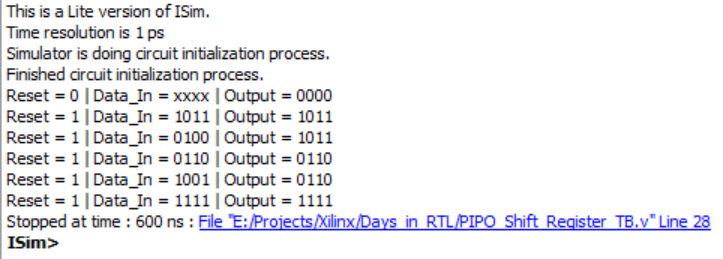 This is a Lite version of ISim.
Time resolution is 1 ps
Simulator is doing circuit initialization process.
Finished circuit initialization process.
Reset = 0 | Data_In = xxxx | Output = 0000
Reset = 1 | Data_In = 1011 | Output = 1011
Reset = 1 | Data_In = 0100 | Output = 1011
Reset = 1 | Data_In = 0110 | Output = 0110
Reset = 1 | Data_In = 1001 | Output = 0110
Reset = 1 | Data_In = 1111 | Output = 1111
Stopped at time : 600 ns : File "E:/Projects/Xilinx/Days_in_RTL/PIPO_Shift_Register_TB.v" Line 28
ISim>